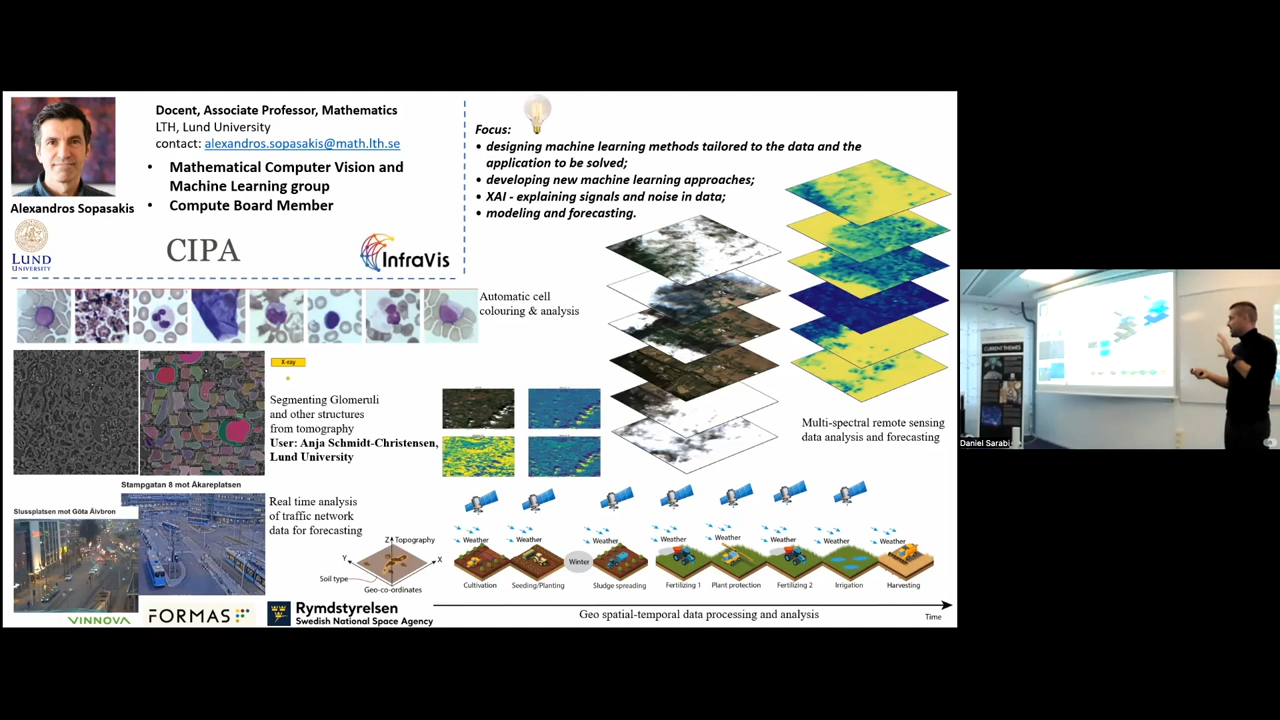 Docent, Associate Professor, Mathematics
LTH, Lund University
contact: alexandros.sopasakis@math.lth.se
• Mathematical Computer Vision and
Machine Learning group
• Compute Board Member
Alexandros Sopasakis
LUND
UNIVERSITY
CIPA
InfraVis
Focus:
• designing machine learning methods tailored to the data and the
application to be solved;
• developing new machine learning approaches;
• XAI - explaining signals and noise in data;
• modeling and forecasting.
Automatic cell
colouring & analysis
X-ray
Segmenting Glomeruli
and other structures
from tomography
User: Anja Schmidt-Christensen,
Lund University
Multi-spectral remote sensing
data analysis and forecasting
Stampgatan 8 mot Åkareplatsen
Slussplatsen mot Göta Älvbron
Real time analysis
of traffic network
data for forecasting
Z Topography
Y
X
Soil type
Geo-co-ordinates
Weather
Weather
Weather
Weather
Weather
Weather
Weather
Weather
Cultivation
Seeding/Planting
Winter
Sludge spreading
Fertilizing 1
Plant protection
Fertilizing 2
Irrigation
Harvesting
Geo spatial-temporal data processing and analysis
Time
VINNOVA
FORMAS
Rymdstyrelsen
Swedish National Space Agency
CURRENT THEMES
Daniel Sarabi